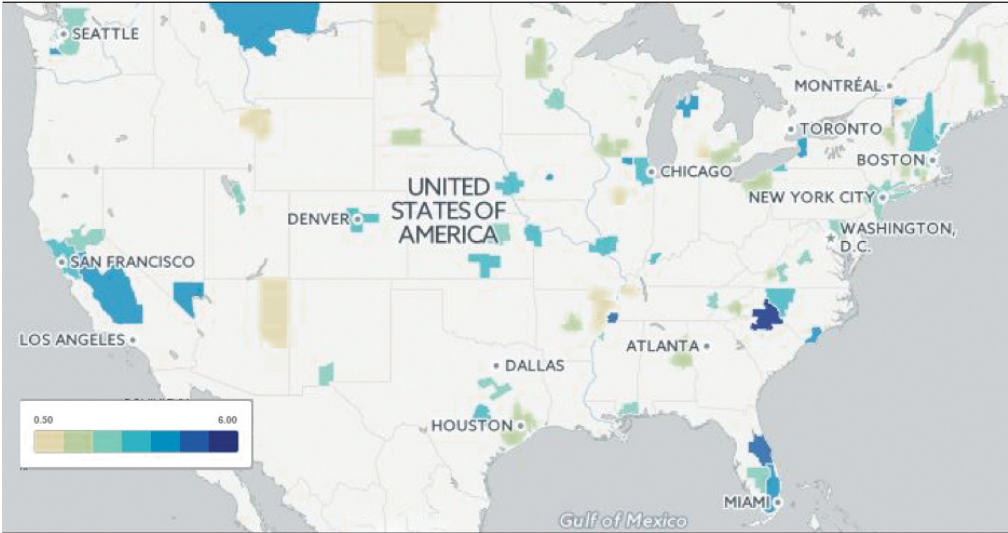 SEATTLE
MONTRÉAL
TORONTO
BOSTON
CHICAGO
NEW YORK CITY
UNITED
STATES OF
AMERICA
DENVER
WASHINGTON,
D.C.
SAN FRANCISCO
LOS ANGELES
ATLANTA
DALLAS
0.50
6.00
HOUSTON
MIAMI
Gulf of Mexico